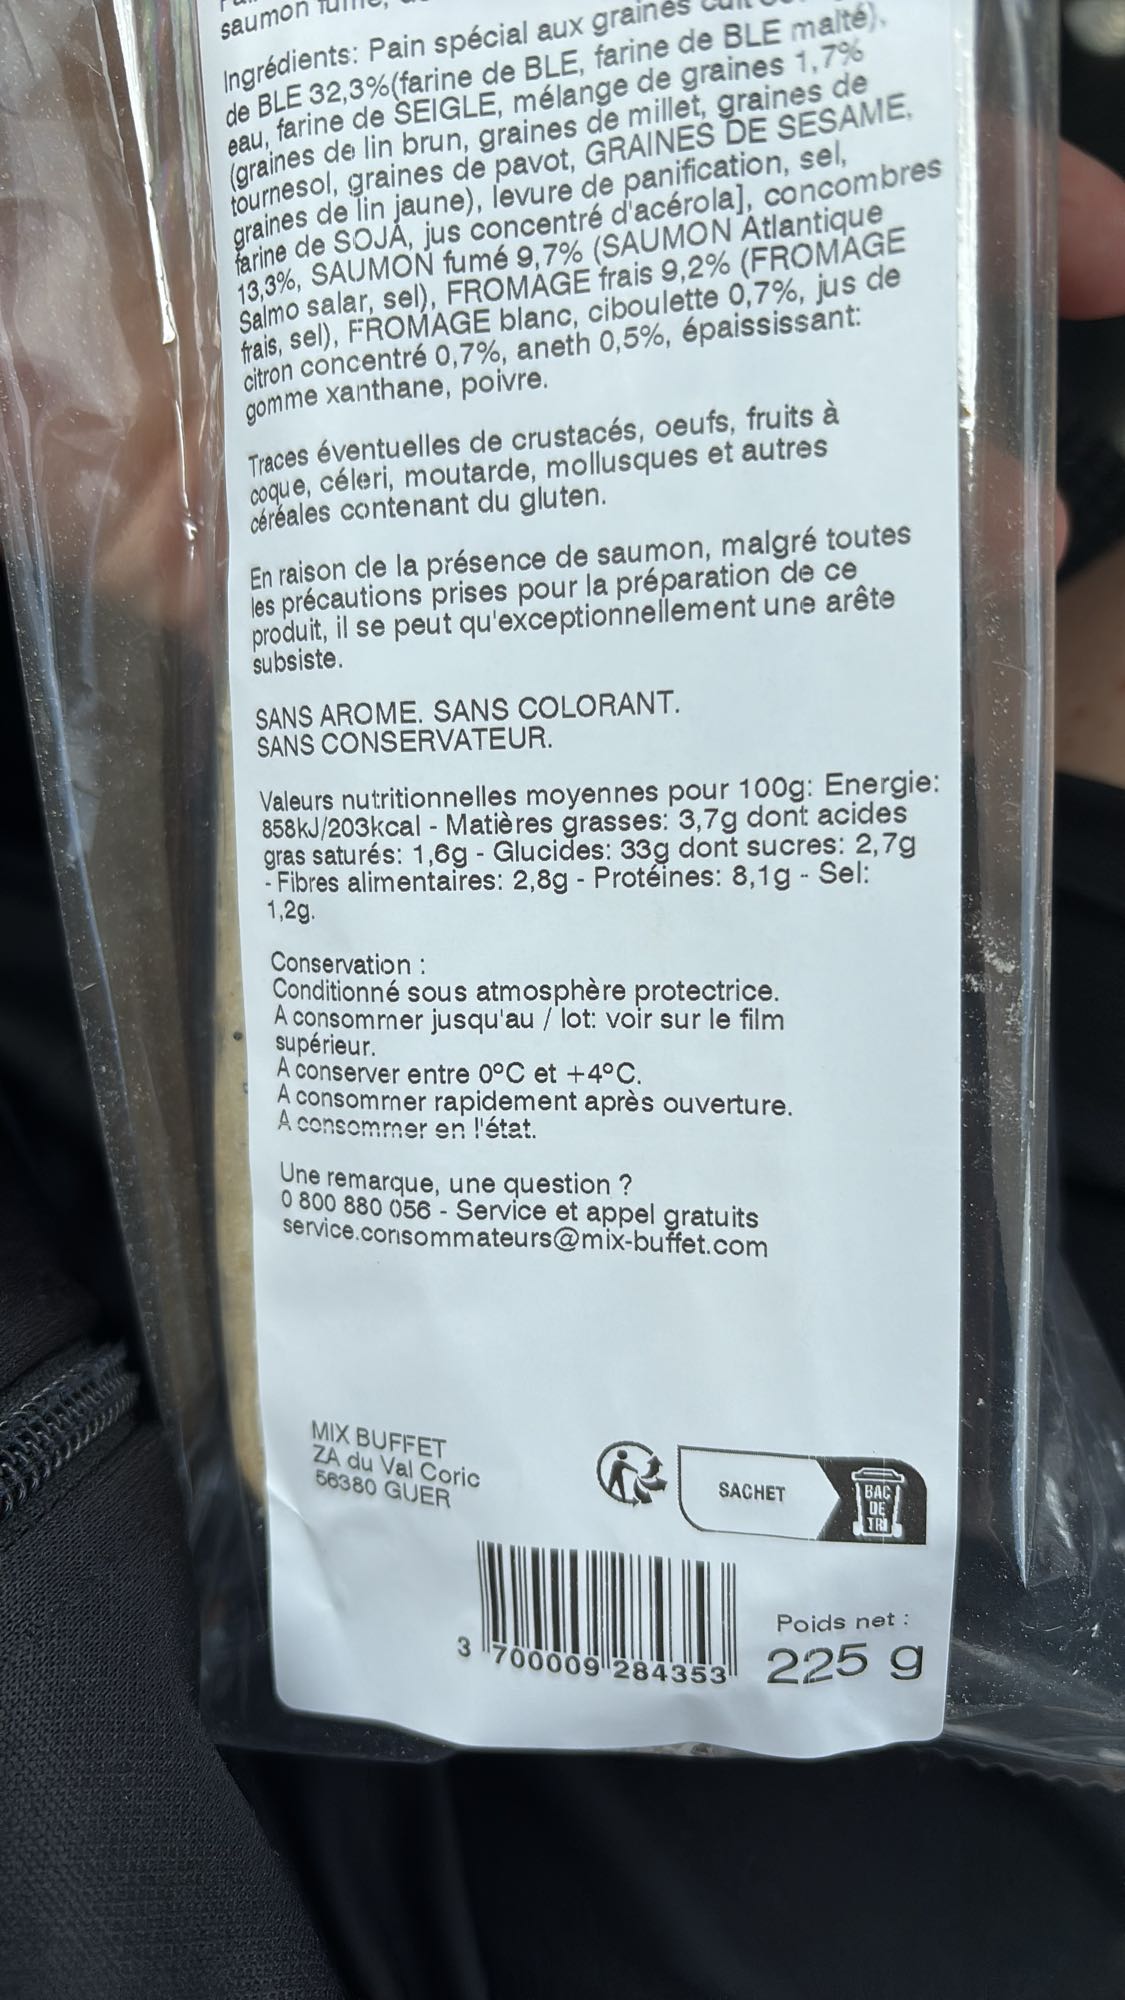 saumon fumé,
Ingrédients: Pain spécial aux graines
de BLE 32,3%(farine de BLE, farine de BLE malté),
eau, farine de SEIGLE, mélange de graines 1,7%
(graines de lin brun, graines de millet, graines de
tournesol, graines de pavot, GRAINES DE SESAME,
graines de lin jaune), levure de panification, sel,
farine de SOJA, jus concentré d'acérola], concombres
13,3%, SAUMON fumé 9,7% (SAUMON Atlantique
Salmo salar, sel), FROMAGE frais 9,2% (FROMAGE
frais, sel), FROMAGE blanc, ciboulette 0,7%, jus de
citron concentré 0,7%, aneth 0,5%, épaississant:
gomme xanthane, poivre.
Traces éventuelles de crustacés, oeufs, fruits à
coque, céleri, moutarde, mollusques et autres
céréales contenant du gluten.
En raison de la présence de saumon, malgré toutes
les précautions prises pour la préparation de ce
produit, il se peut qu'exceptionnellement une arête
subsiste.
SANS AROME. SANS COLORANT.
SANS CONSERVATEUR.
Valeurs nutritionnelles moyennes pour 100g: Energie:
858kJ/203kcal - Matières grasses: 3,7g dont acides
gras saturés: 1,6g - Glucides: 33g dont sucres: 2,7g
- Fibres alimentaires: 2,8g - Protéines: 8,1g - Sel:
1,2g.
Conservation :
Conditionné sous atmosphère protectrice.
A consommer jusqu'au / lot: voir sur le film
supérieur.
A conserver entre 0°C et +4°C.
A consommer rapidement après ouverture.
A consommer en l'état.
Une remarque, une question ?
0 800 880 056 - Service et appel gratuits
service.consommateurs@mix-buffet.com
MIX BUFFET
ZA du Val Coric
56380 GUER
SACHET
BAC
DE
TRI
3 700009 284353
Poids net :
225 g